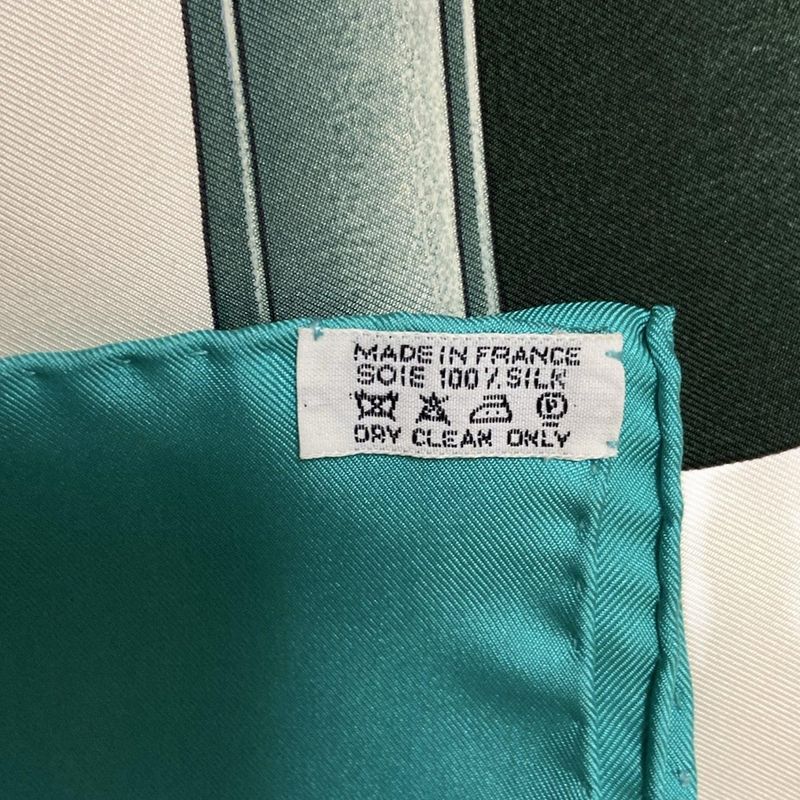 MADE IN FRANCE
SOIE 100% SILK
P
DRY CLEAN ONLY